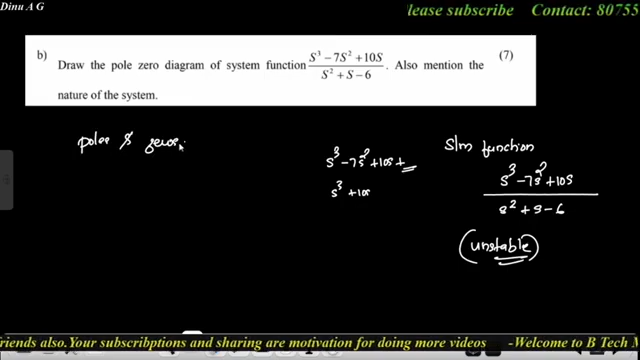 Dinu A G
lease subscribe Contact: 80755
b) Draw the pole zero diagram of system function (S³ − 7S² + 10S)/(S² + S − 6). Also mention the (7)
nature of the system.
poles & zeros
S³ − 7S² + 10S +
S³ + 10S
S/m function
(S³ − 7S² + 10S)/(S² + S − 6)
(unstable)
friends also.Your subscribptions and sharing are motivation for doing more videos -Welcome to B Tech M